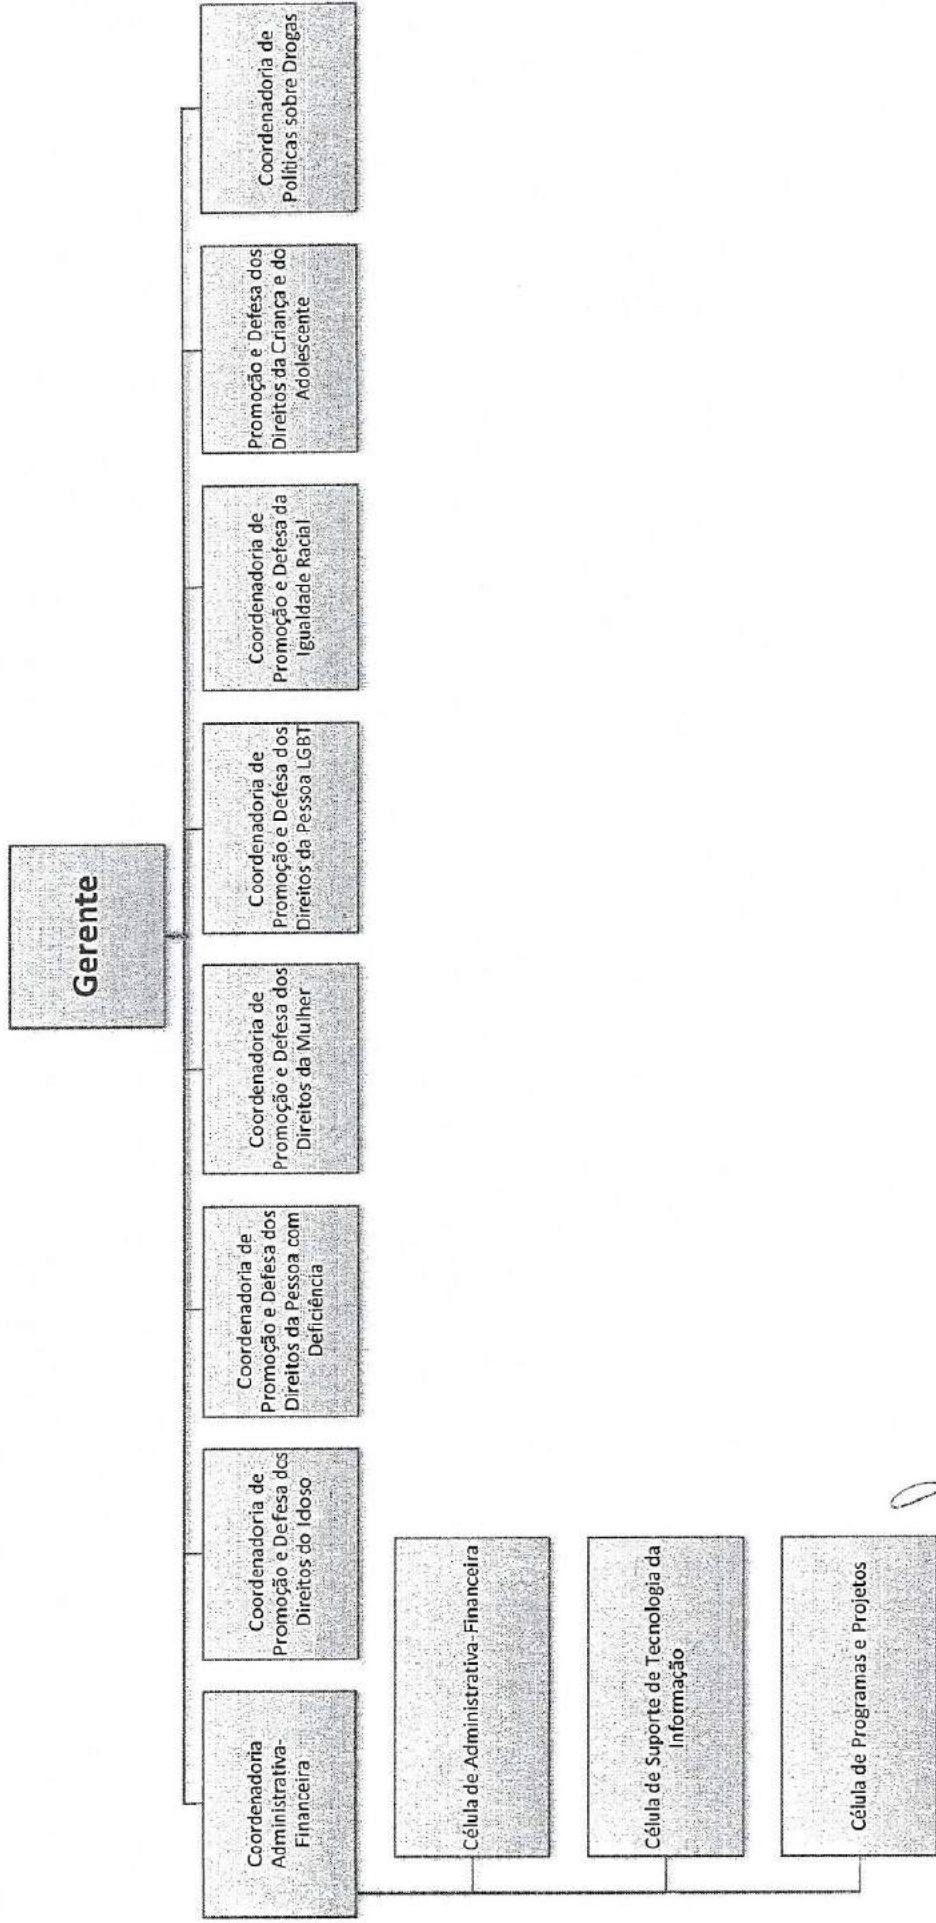 Gerente
Coordenadoria
Administrativa-
Financeira
Coordenadoria de
Promoção e Defesa dos
Direitos do Idoso
Coordenadoria de
Promoção e Defesa dos
Direitos da Pessoa com
Deficiência
Coordenadoria de
Promoção e Defesa dos
Direitos da Mulher
Coordenadoria de
Promoção e Defesa dos
Direitos da Pessoa LGBT
Coordenadoria de
Promoção e Defesa da
Igualdade Racial
Promoção e Defesa dos
Direitos da Criança e do
Adolescente
Coordenadoria de
Políticas sobre Drogas
Célula de Administrativa-Financeira
Célula de Suporte de Tecnologia da
Informação
Célula de Programas e Projetos